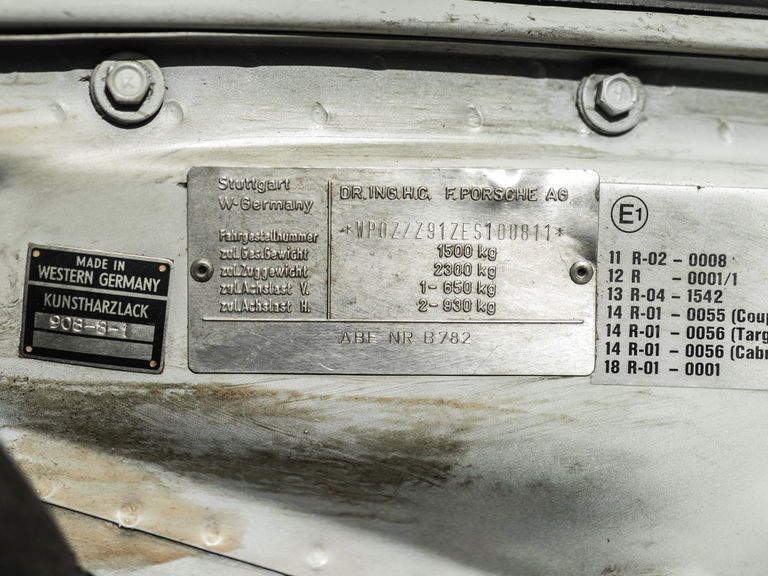 MADE IN
WESTERN GERMANY
KUNSTHARZLACK
908-8-1
Stuttgart
W-Germany
DR.ING.H.C. F.PORSCHE AG
Fahrgestellnummer *WP0ZZZ91ZES100811*
zul.Ges.Gewicht 1500 kg
zul.Zuggewicht 2300 kg
zul.Achslast V. 1- 650 kg
zul.Achslast H. 2- 930 kg
ABE NR B782
E1
11 R-02 - 0008
12 R - 0001/1
13 R-04 - 1542
14 R-01 - 0055 (Coup
14 R-01 - 0056 (Targ
14 R-01 - 0056 (Cabr
18 R-01 - 0001